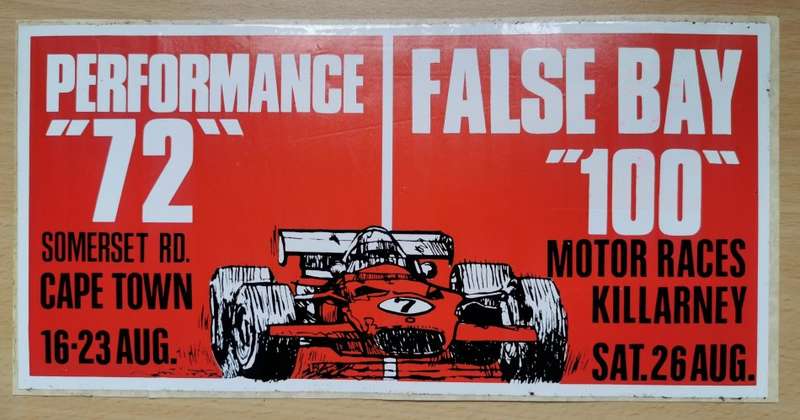 PERFORMANCE
"72"
SOMERSET RD.
CAPE TOWN
16-23 AUG.
FALSE BAY
"100"
MOTOR RACES
KILLARNEY
SAT. 26 AUG.
7